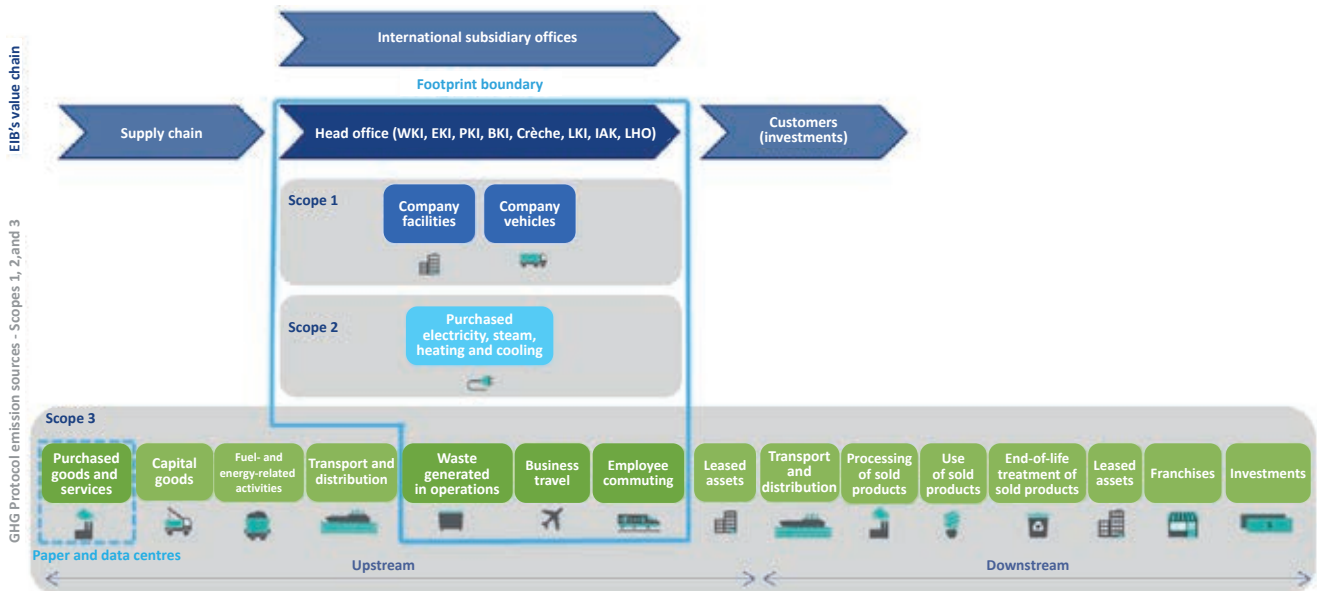 EIB's value chain
International subsidiary offices
Footprint boundary
Supply chain
Head office (WKI, EKI, PKI, BKI, Crèche, LKI, IAK, LHO)
Customers
(investments)
GHG Protocol emission sources - Scopes 1, 2,and 3
Scope 1
Company
facilities
Company
vehicles
Scope 2
Purchased
electricity, steam,
heating and cooling
Scope 3
Purchased
goods and
services
Capital
goods
Fuel- and
energy-related
activities
Transport and
distribution
Waste
generated
in operations
Business
travel
Employee
commuting
Leased
assets
Transport
and
distribution
Processing
of sold
products
Use
of sold
products
End-of-life
treatment of
sold products
Leased
assets
Franchises
Investments
Paper and data centres
Upstream
Downstream